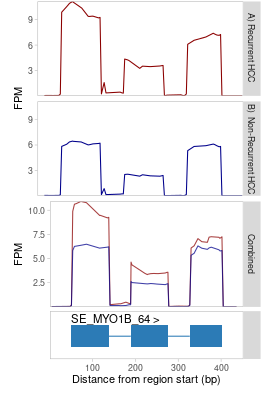 9
6
3
A) Recurrent HCC
FPM
9
6
3
B) Non-Recurrent HCC
10.0
7.5
5.0
2.5
FPM
Combined
SE_MYO1B_64 >
100 200 300 400
Distance from region start (bp)